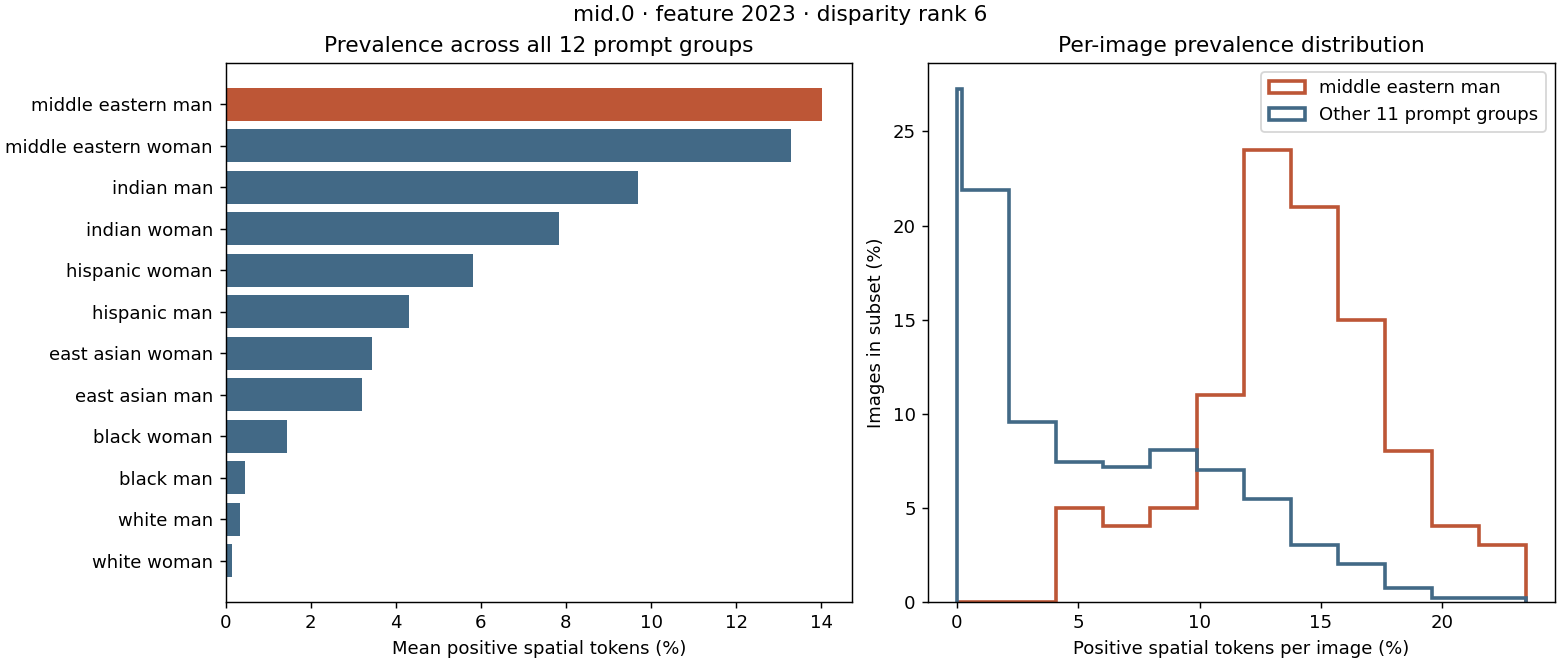 mid.0 · feature 2023 · disparity rank 6
Prevalence across all 12 prompt groups
middle eastern man
middle eastern woman
indian man
indian woman
hispanic woman
hispanic man
east asian woman
east asian man
black woman
black man
white man
white woman
0 2 4 6 8 10 12 14
Mean positive spatial tokens (%)
Per-image prevalence distribution
middle eastern man
Other 11 prompt groups
Images in subset (%)
25
20
15
10
5
0
0 5 10 15 20
Positive spatial tokens per image (%)